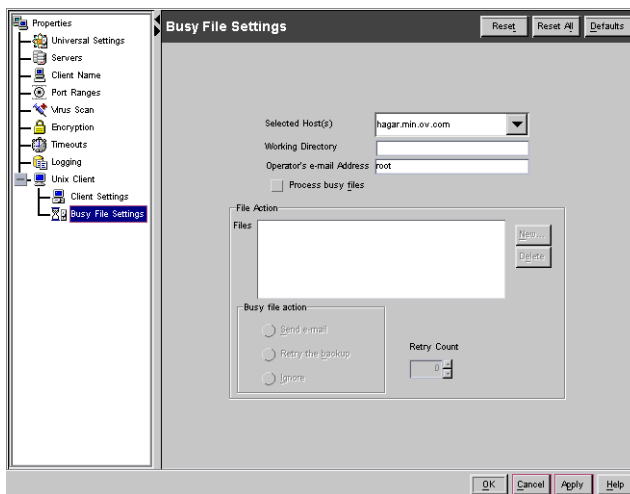 Properties
Universal Settings
Servers
Client Name
Port Ranges
Virus Scan
Encryption
Timeouts
Logging
Unix Client
Client Settings
Busy File Settings
Busy File Settings
Reset
Reset All
Defaults
Selected Host(s)
hagar.min.ov.com
Working Directory
Operator's e-mail Address
root
Process busy files
File Action
Files
New...
Delete
Busy file action
Send e-mail
Retry the backup
Ignore
Retry Count
0
OK
Cancel
Apply
Help